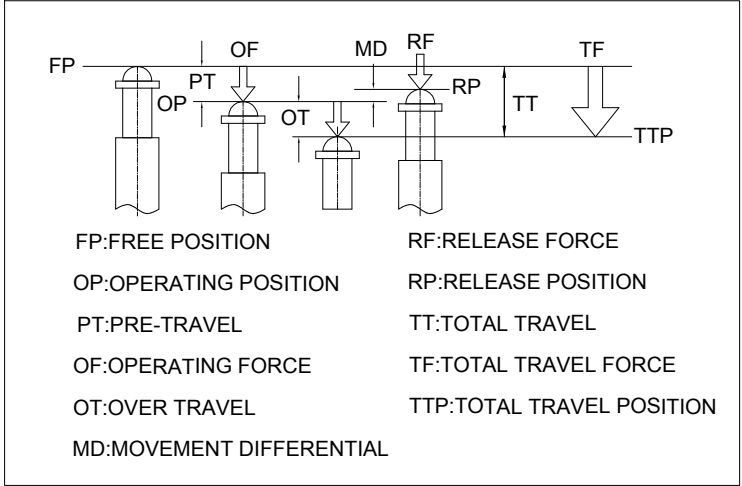 FP
PT
OP
OF
OT
MD
RF
RP
TT
TF
TTP
FP:FREE POSITION
OP:OPERATING POSITION
PT:PRE-TRAVEL
OF:OPERATING FORCE
OT:OVER TRAVEL
MD:MOVEMENT DIFFERENTIAL
RF:RELEASE FORCE
RP:RELEASE POSITION
TT:TOTAL TRAVEL
TF:TOTAL TRAVEL FORCE
TTP:TOTAL TRAVEL POSITION